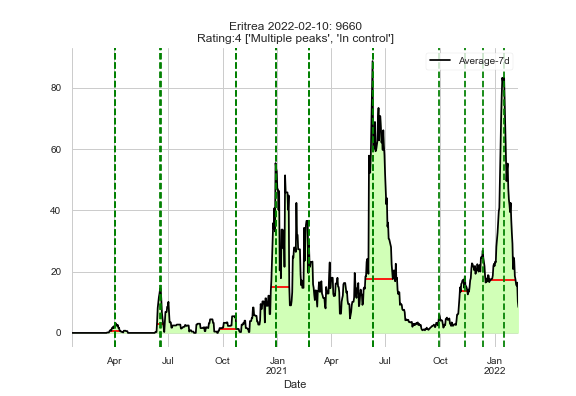 Eritrea 2022-02-10: 9660
Rating:4 ['Multiple peaks', 'In control']
Average-7d
80
60
40
20
0
Apr Jul Oct Jan Apr Jul Oct Jan
2021 2022
Date